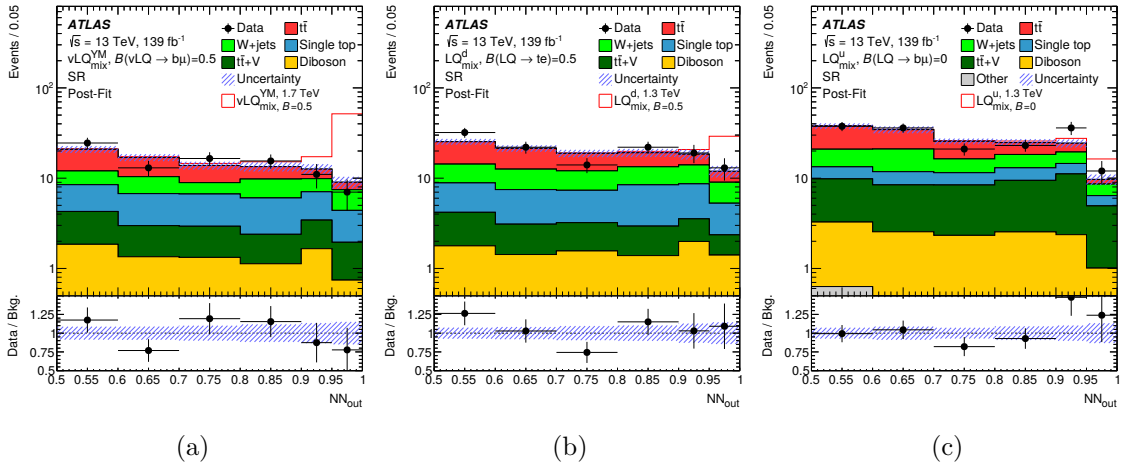 Events / 0.05
ATLAS
√s = 13 TeV, 139 fb⁻¹
vLQ^YM_mix, B(vLQ → bμ)=0.5
SR
Post-Fit
Data
tt̄
W+jets
Single top
tt̄+V
Diboson
Uncertainty
vLQ^YM, 1.7 TeV_mix, B=0.5
10²
10
1
Data / Bkg.
1.25
1
0.75
0.5
0.5 0.55 0.6 0.65 0.7 0.75 0.8 0.85 0.9 0.95 1
NN_out
(a)
Events / 0.05
ATLAS
√s = 13 TeV, 139 fb⁻¹
LQ^d_mix, B(LQ → te)=0.5
SR
Post-Fit
Data
tt̄
W+jets
Single top
tt̄+V
Diboson
Uncertainty
LQ^d, 1.3 TeV_mix, B=0.5
10²
10
1
Data / Bkg.
1.25
1
0.75
0.5
0.5 0.55 0.6 0.65 0.7 0.75 0.8 0.85 0.9 0.95 1
NN_out
(b)
Events / 0.05
ATLAS
√s = 13 TeV, 139 fb⁻¹
LQ^u_mix, B(LQ → bμ)=0
SR
Post-Fit
Data
tt̄
W+jets
Single top
tt̄+V
Diboson
Other
Uncertainty
LQ^u, 1.3 TeV_mix, B=0
10²
10
1
Data / Bkg.
1.25
1
0.75
0.5
0.5 0.55 0.6 0.65 0.7 0.75 0.8 0.85 0.9 0.95 1
NN_out
(c)